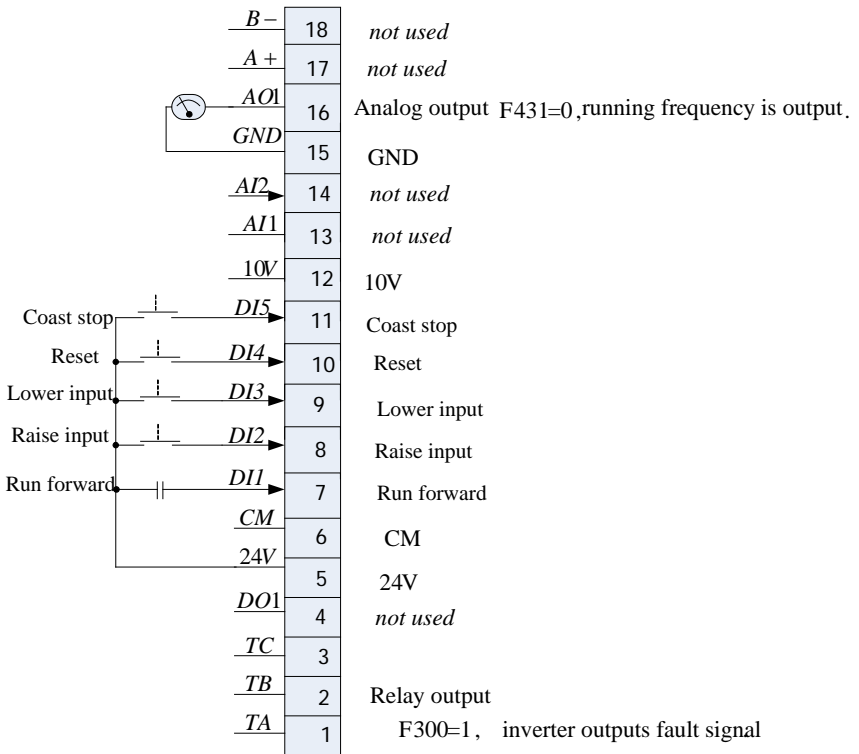 B− 18 not used
A+ 17 not used
AO1 16 Analog output F431=0,running frequency is output.
GND 15 GND
AI2 14 not used
AI1 13 not used
10V 12 10V
Coast stop DI5 11 Coast stop
Reset DI4 10 Reset
Lower input DI3 9 Lower input
Raise input DI2 8 Raise input
Run forward DI1 7 Run forward
CM 6 CM
24V 5 24V
DO1 4 not used
TC 3
TB 2 Relay output
TA 1 F300=1, inverter outputs fault signal